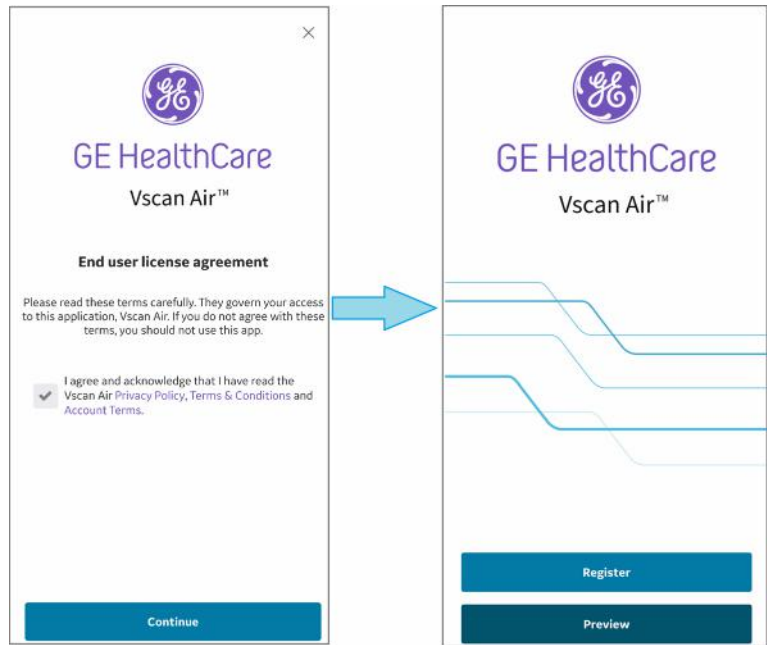 GE
GE HealthCare
Vscan Air™
End user license agreement
Please read these terms carefully. They govern your access
to this application, Vscan Air. If you do not agree with these
terms, you should not use this app.
I agree and acknowledge that I have read the
Vscan Air Privacy Policy, Terms & Conditions and
Account Terms.
Continue
GE
GE HealthCare
Vscan Air™
Register
Preview